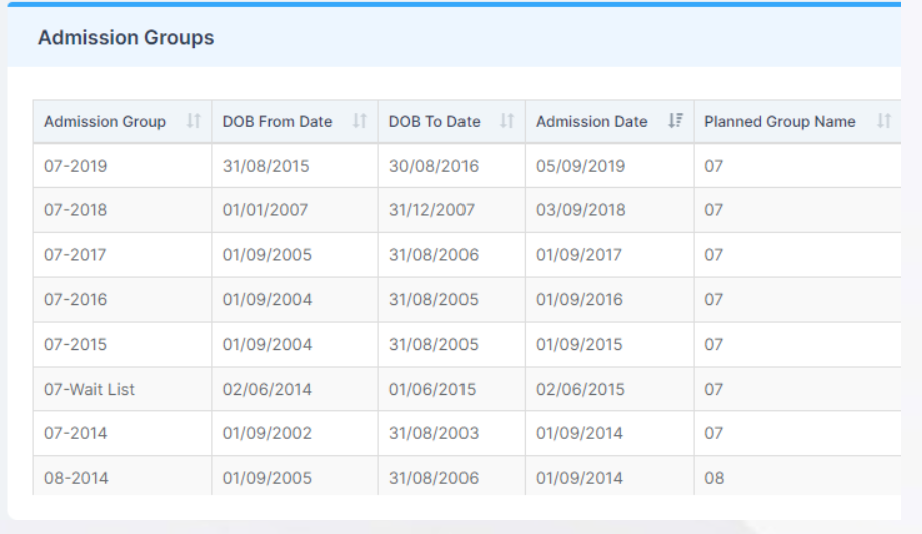 Admission Groups
Admission Group DOB From Date DOB To Date Admission Date Planned Group Name
07-2019 31/08/2015 30/08/2016 05/09/2019 07
07-2018 01/01/2007 31/12/2007 03/09/2018 07
07-2017 01/09/2005 31/08/2006 01/09/2017 07
07-2016 01/09/2004 31/08/2005 01/09/2016 07
07-2015 01/09/2004 31/08/2005 01/09/2015 07
07-Wait List 02/06/2014 01/06/2015 02/06/2015 07
07-2014 01/09/2002 31/08/2003 01/09/2014 07
08-2014 01/09/2005 31/08/2006 01/09/2014 08